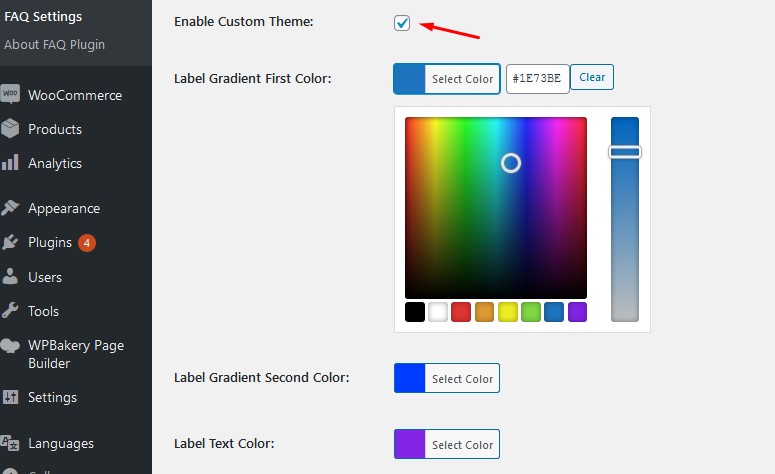 FAQ Settings
About FAQ Plugin
WooCommerce
Products
Analytics
Appearance
Plugins 4
Users
Tools
WPBakery Page
Builder
Settings
Languages
Enable Custom Theme:
Label Gradient First Color:
Select Color
#1E73BE
Clear
Label Gradient Second Color:
Select Color
Label Text Color:
Select Color